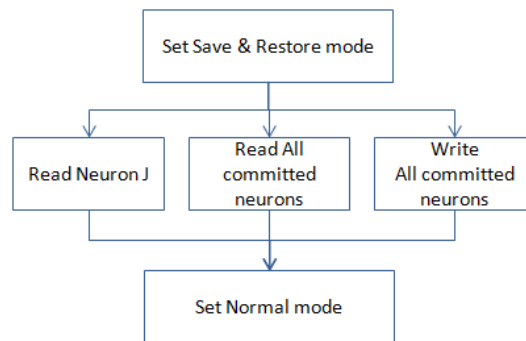 Set Save & Restore mode
Read Neuron J
Read All
committed
neurons
Write
All committed
neurons
Set Normal mode